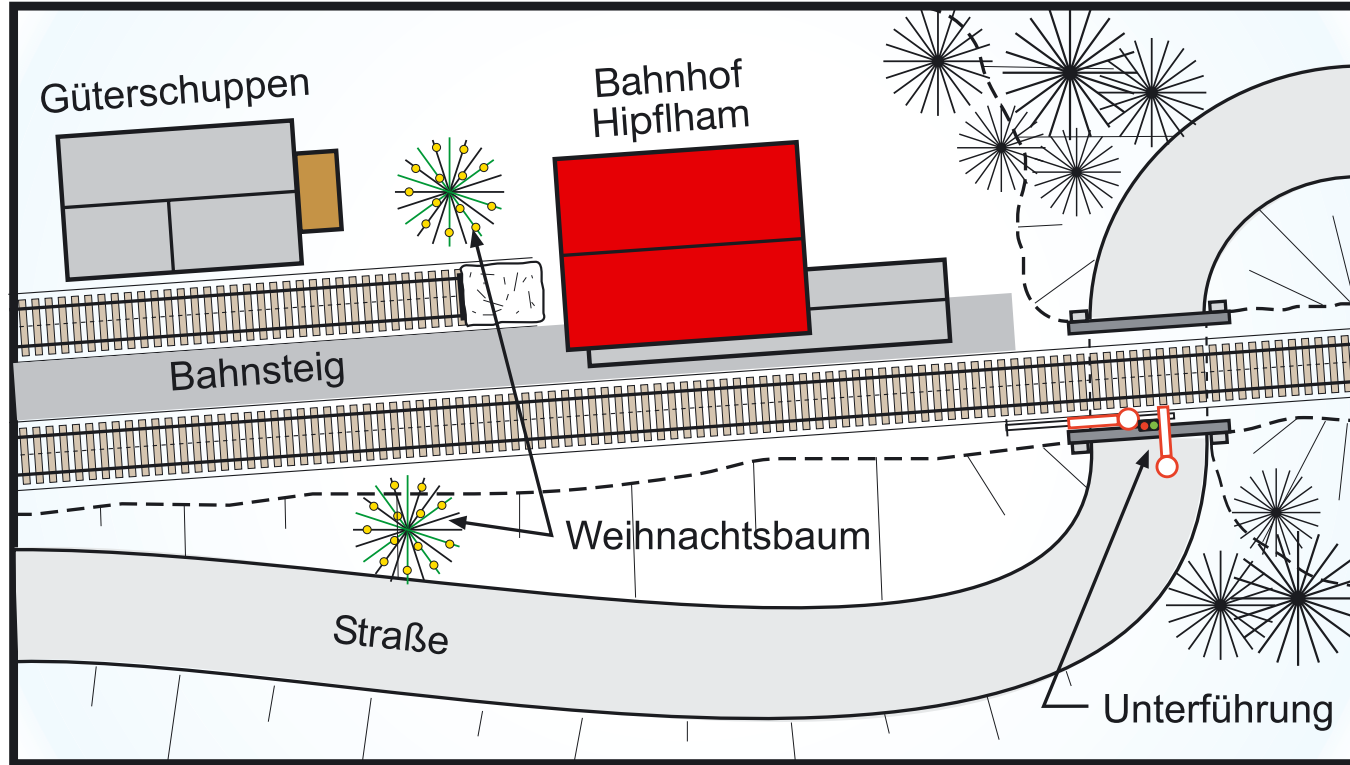 Güterschuppen
Bahnhof
Hipflham
Bahnsteig
Weihnachtsbaum
Straße
Unterführung